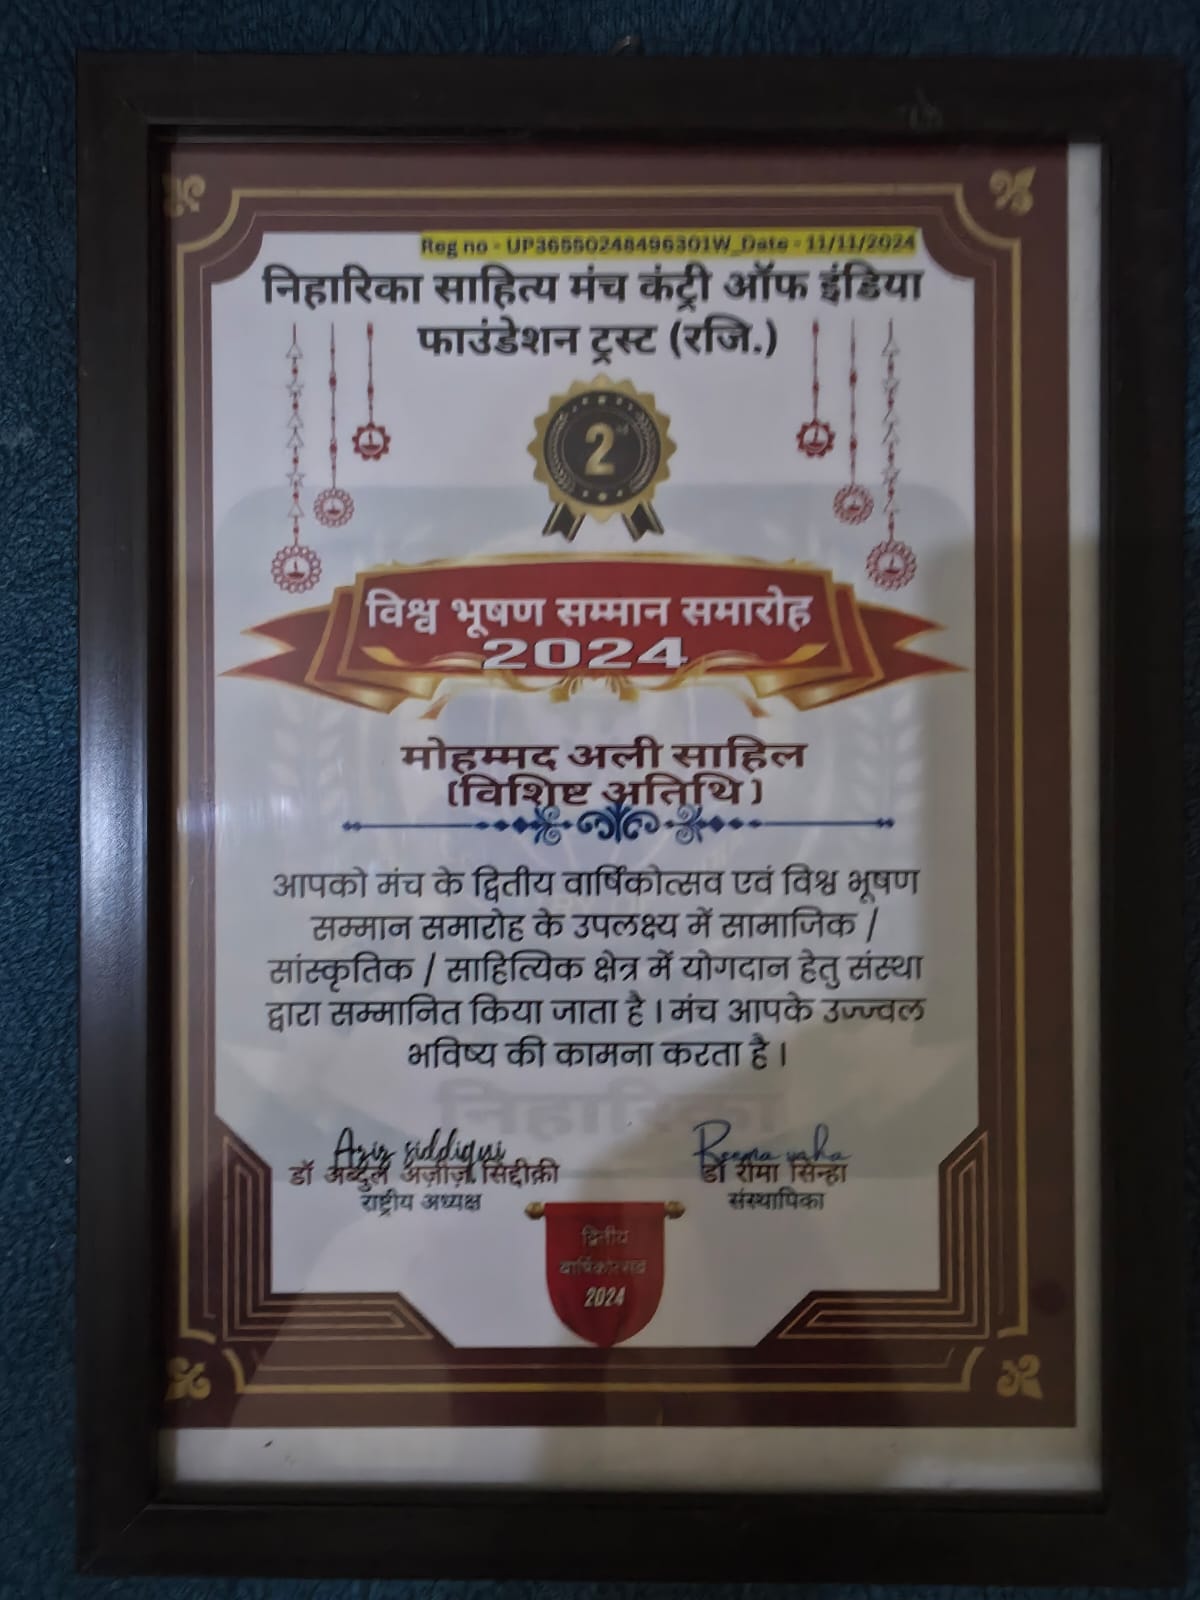 Reg no - UP36550248496301W_Date - 11/11/2024
निहारिका साहित्य मंच कंट्री ऑफ इंडिया
फाउंडेशन ट्रस्ट (रजि.)
2
विश्व भूषण सम्मान समारोह
2024
मोहम्मद अली साहिल
(विशिष्ट अतिथि)
आपको मंच के द्वितीय वार्षिकोत्सव एवं विश्व भूषण
सम्मान समारोह के उपलक्ष्य में सामाजिक /
सांस्कृतिक / साहित्यिक क्षेत्र में योगदान हेतु संस्था
द्वारा सम्मानित किया जाता है । मंच आपके उज्ज्वल
भविष्य की कामना करता है ।
निहारिका
Aziz siddiqui
डॉ अब्दुल अज़ीज़ सिद्दीक़ी
राष्ट्रीय अध्यक्ष
Reema
डॉ रीमा सिन्हा
संस्थापिका
द्वितीय
वार्षिकोत्सव
2024